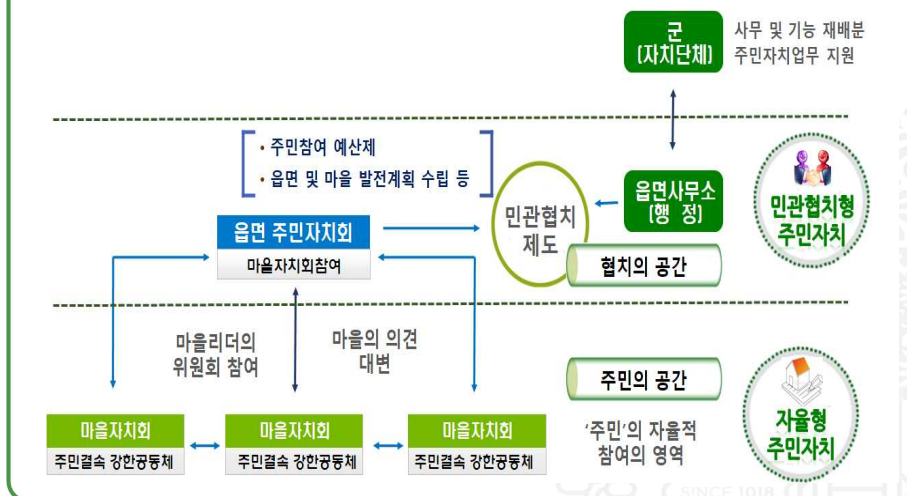 군
(자치단체)
사무 및 기능 재배분
주민자치업무 지원
• 주민참여 예산제
• 읍면 및 마을 발전계획 수립 등
읍면 주민자치회
마을자치회참여
민관협치
제도
읍면사무소
(행 정)
협치의 공간
민관협치형
주민자치
마을리더의
위원회 참여
마을의 의견
대변
주민의 공간
'주민'의 자율적
참여의 영역
자율형
주민자치
마을자치회
주민결속 강한공동체
마을자치회
주민결속 강한공동체
마을자치회
주민결속 강한공동체
SINCE 1018